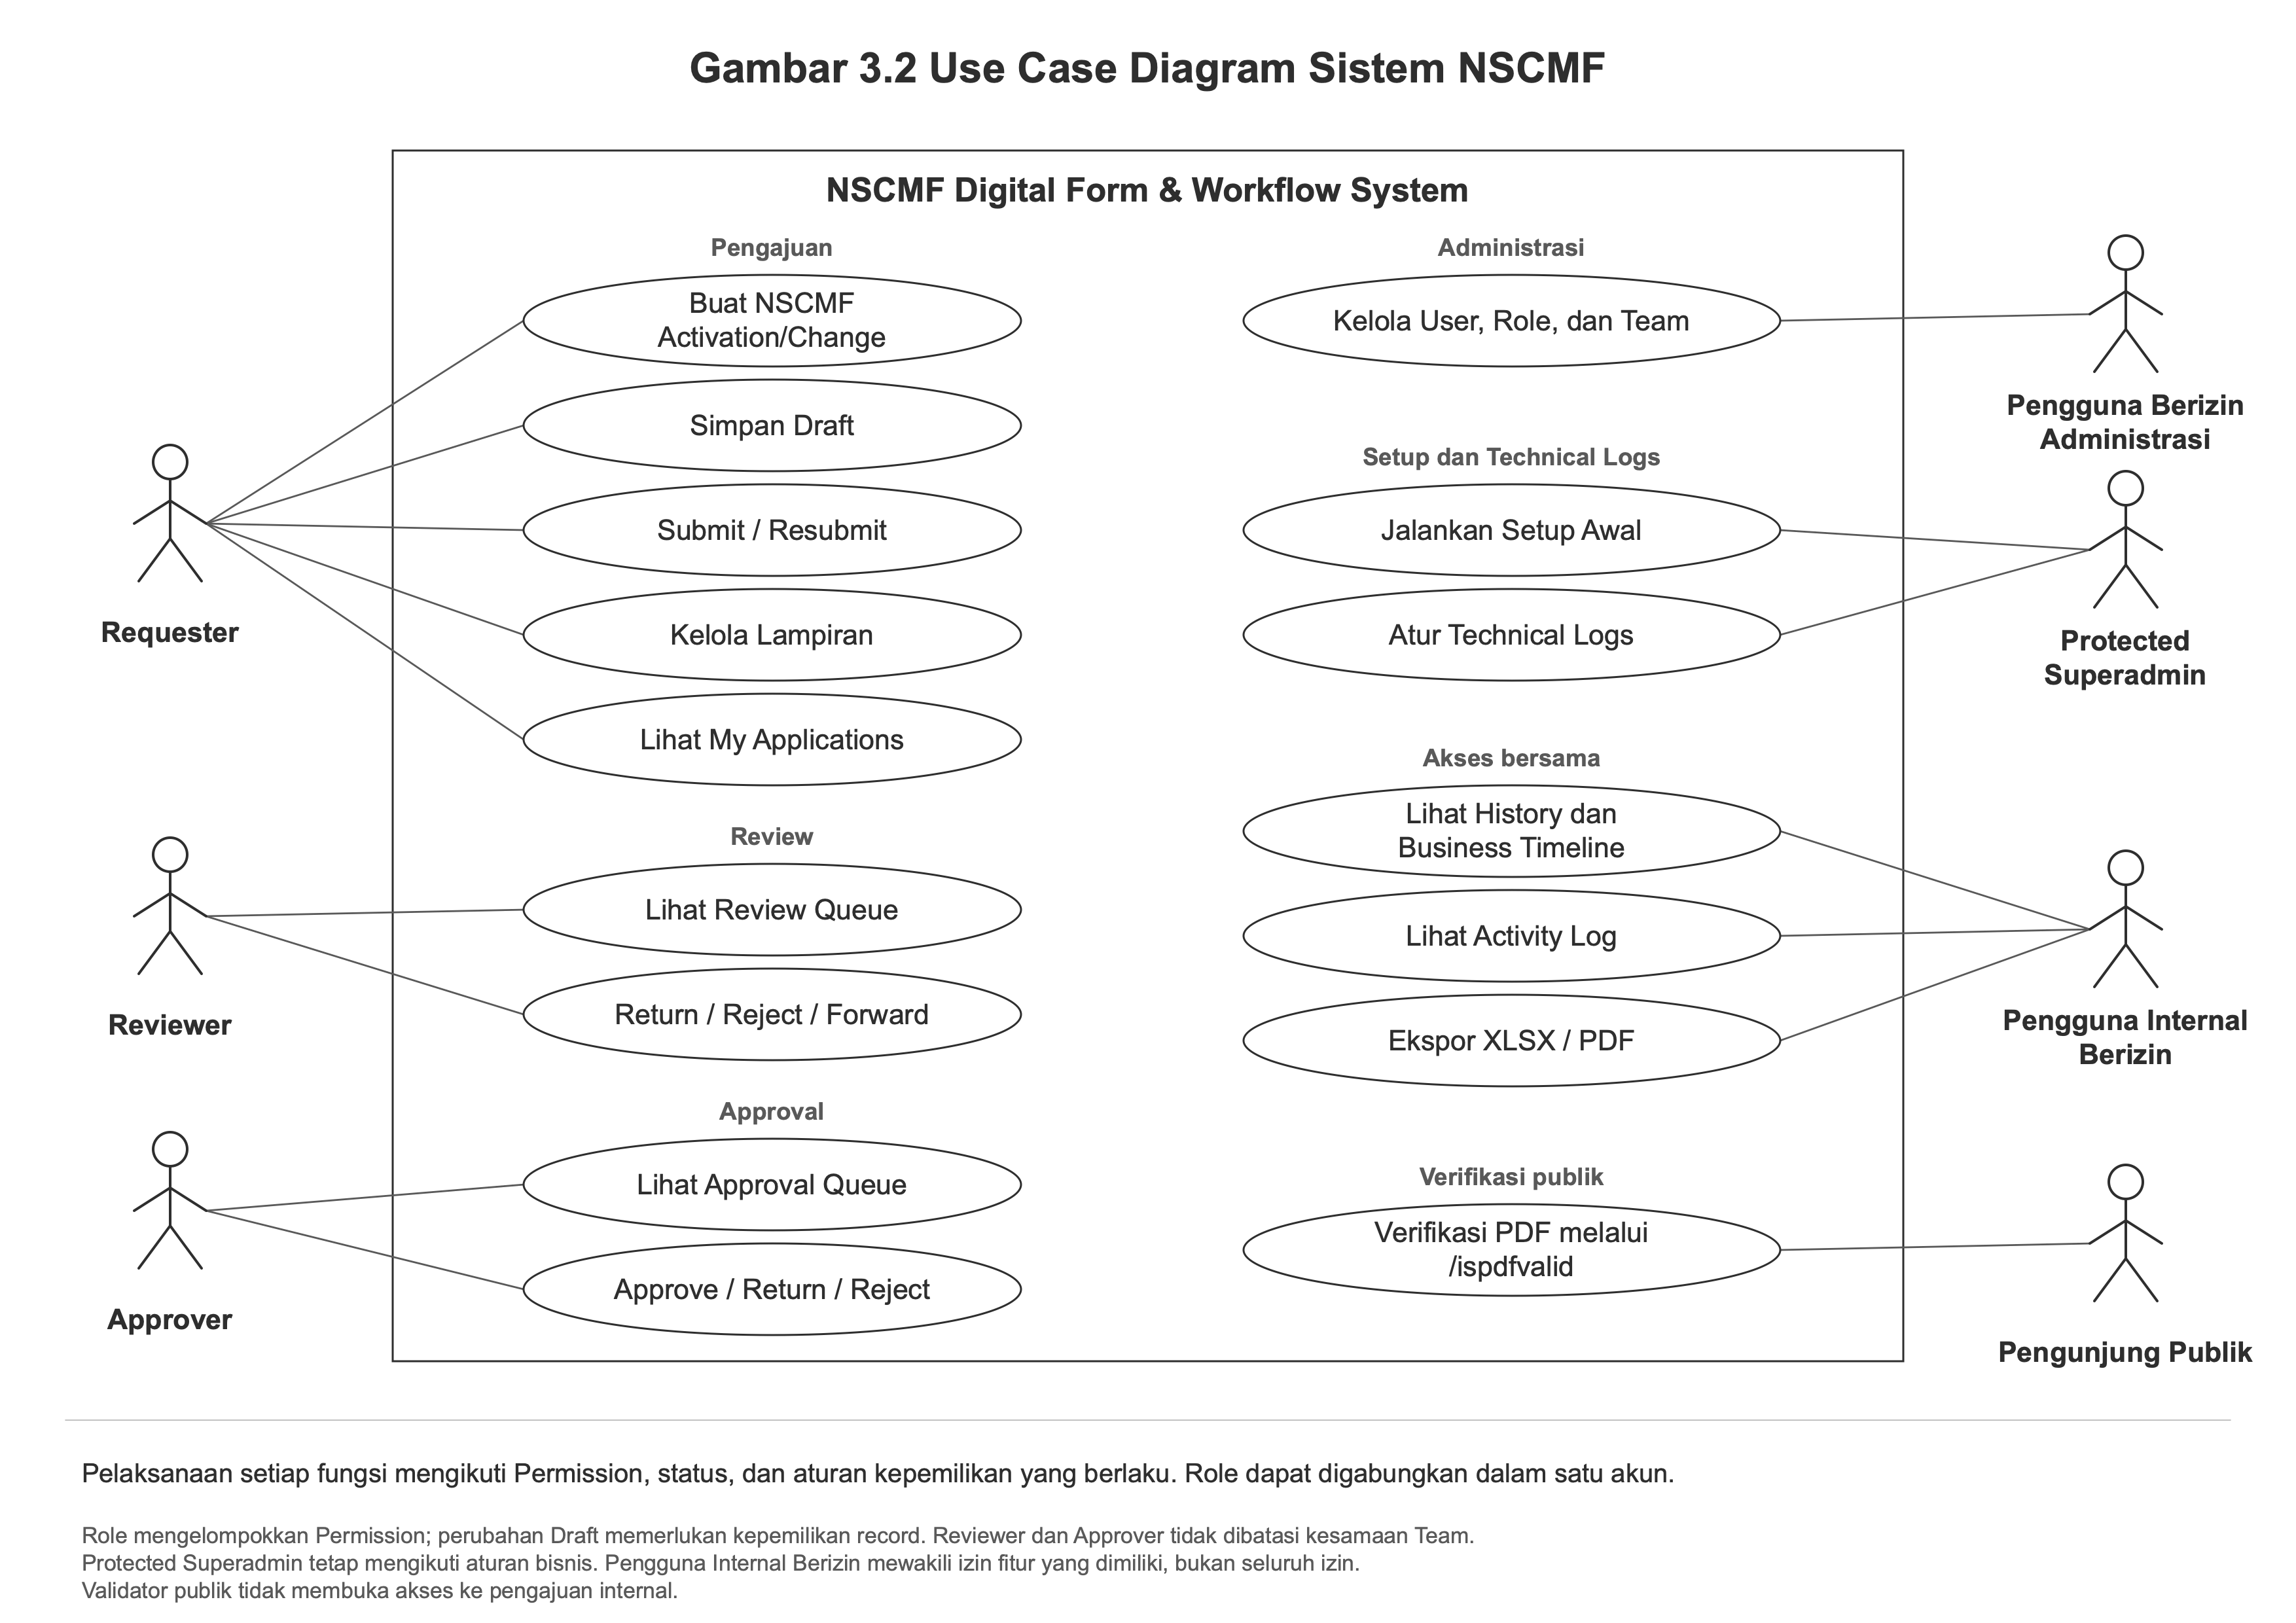 Gambar 3.2 Use Case Diagram Sistem NSCMF
NSCMF Digital Form & Workflow System
Pengajuan
Buat NSCMF
Activation/Change
Simpan Draft
Submit / Resubmit
Kelola Lampiran
Lihat My Applications
Requester
Review
Lihat Review Queue
Return / Reject / Forward
Reviewer
Approval
Lihat Approval Queue
Approve / Return / Reject
Approver
Administrasi
Kelola User, Role, dan Team
Pengguna Berizin
Administrasi
Setup dan Technical Logs
Jalankan Setup Awal
Atur Technical Logs
Protected
Superadmin
Akses bersama
Lihat History dan
Business Timeline
Lihat Activity Log
Ekspor XLSX / PDF
Pengguna Internal
Berizin
Verifikasi publik
Verifikasi PDF melalui
/ispdfvalid
Pengunjung Publik
Pelaksanaan setiap fungsi mengikuti Permission, status, dan aturan kepemilikan yang berlaku. Role dapat digabungkan dalam satu akun.
Role mengelompokkan Permission; perubahan Draft memerlukan kepemilikan record. Reviewer dan Approver tidak dibatasi kesamaan Team.
Protected Superadmin tetap mengikuti aturan bisnis. Pengguna Internal Berizin mewakili izin fitur yang dimiliki, bukan seluruh izin.
Validator publik tidak membuka akses ke pengajuan internal.